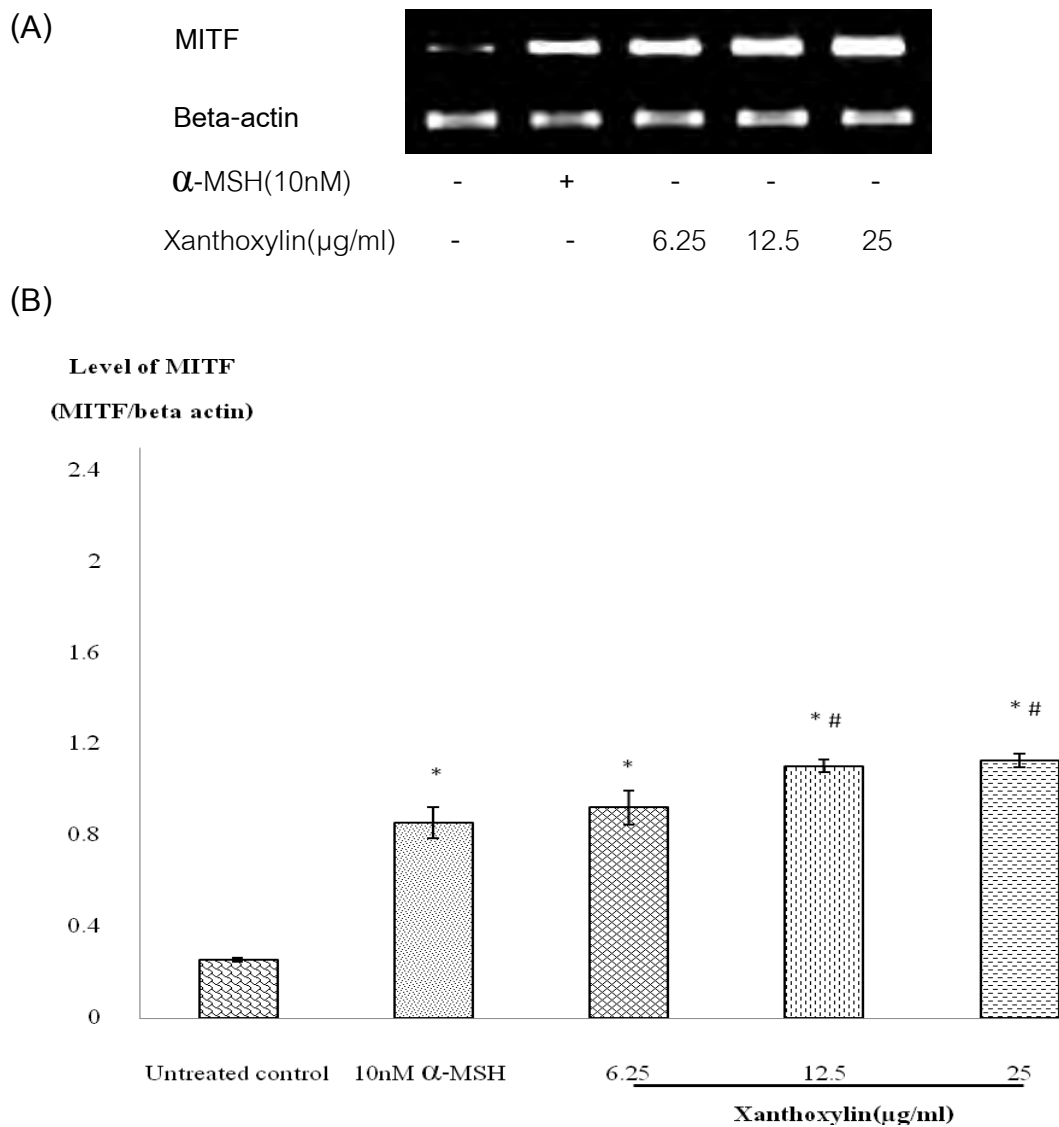 (A)
MITF
Beta-actin
α-MSH(10nM) - + - - -
Xanthoxylin(µg/ml) - - 6.25 12.5 25
(B)
Level of MITF
(MITF/beta actin)
2.4
2
1.6
1.2
0.8
0.4
0
*
*
* #
* #
Untreated control 10nM α-MSH 6.25 12.5 25
Xanthoxylin(µg/ml)